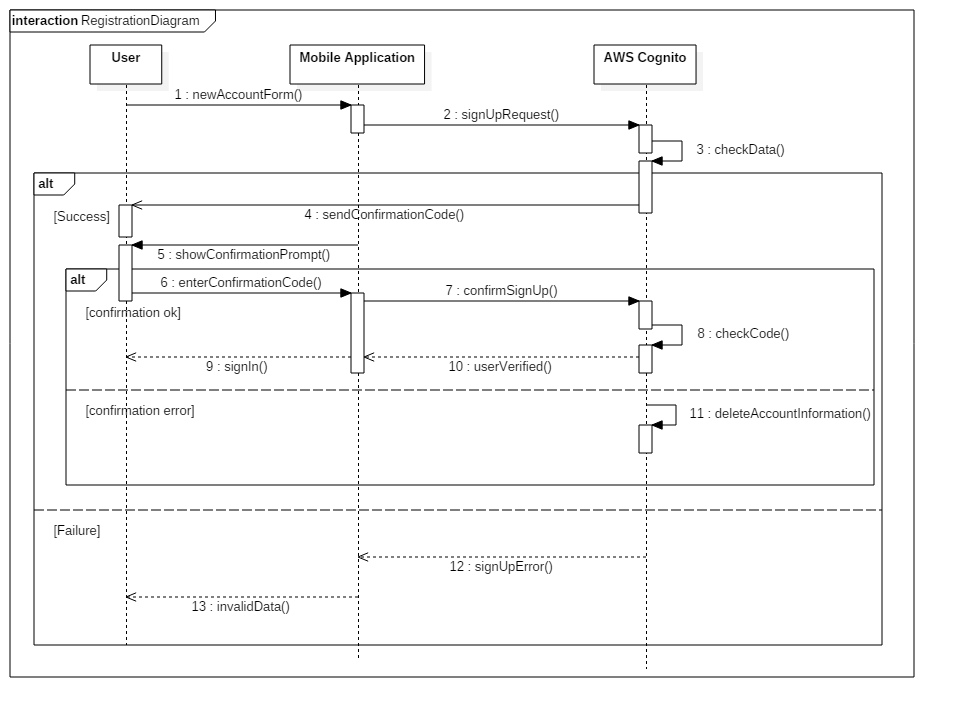 interaction RegistrationDiagram
User
Mobile Application
AWS Cognito
1 : newAccountForm()
2 : signUpRequest()
3 : checkData()
alt
[Success]
4 : sendConfirmationCode()
5 : showConfirmationPrompt()
alt
6 : enterConfirmationCode()
7 : confirmSignUp()
[confirmation ok]
8 : checkCode()
9 : signIn()
10 : userVerified()
[confirmation error]
11 : deleteAccountInformation()
[Failure]
12 : signUpError()
13 : invalidData()